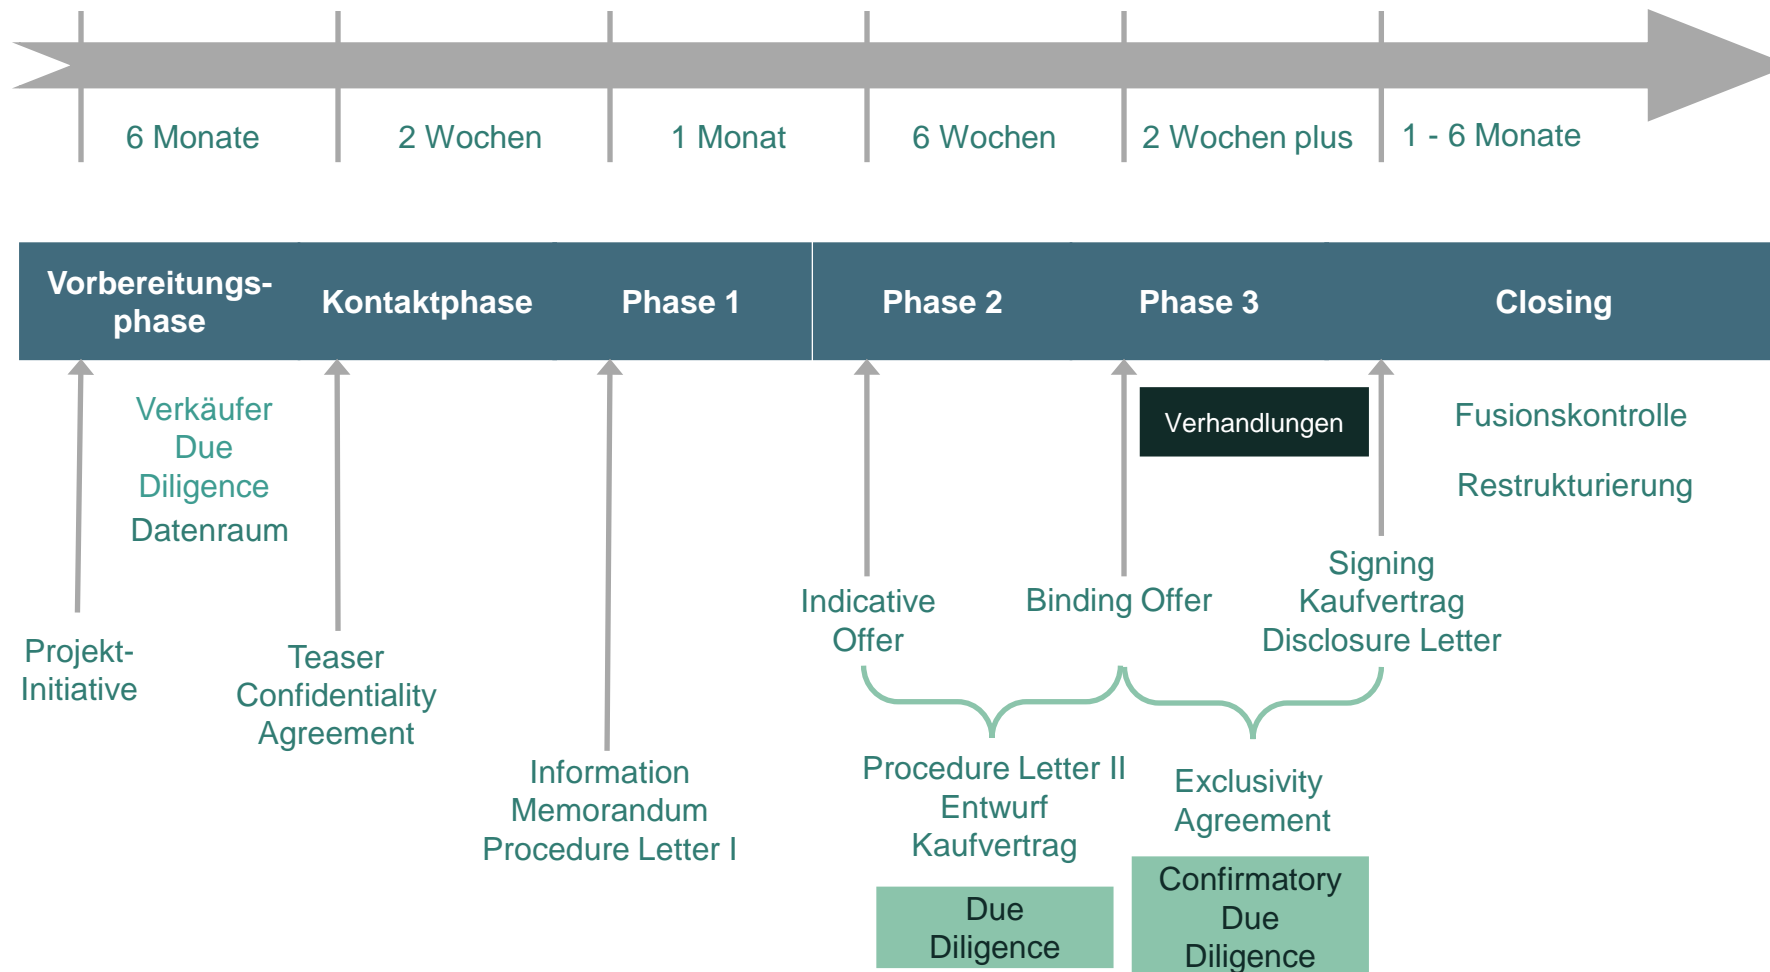 6 Monate
2 Wochen
1 Monat
6 Wochen
2 Wochen plus
1 - 6 Monate
Vorbereitungs-
phase
Kontaktphase
Phase 1
Phase 2
Phase 3
Closing
Verkäufer
Due
Diligence
Datenraum
Verhandlungen
Fusionskontrolle
Restrukturierung
Projekt-
Initiative
Teaser
Confidentiality
Agreement
Information
Memorandum
Procedure Letter I
Indicative
Offer
Binding Offer
Signing
Kaufvertrag
Disclosure Letter
Procedure Letter II
Entwurf
Kaufvertrag
Exclusivity
Agreement
Due
Diligence
Confirmatory
Due
Diligence